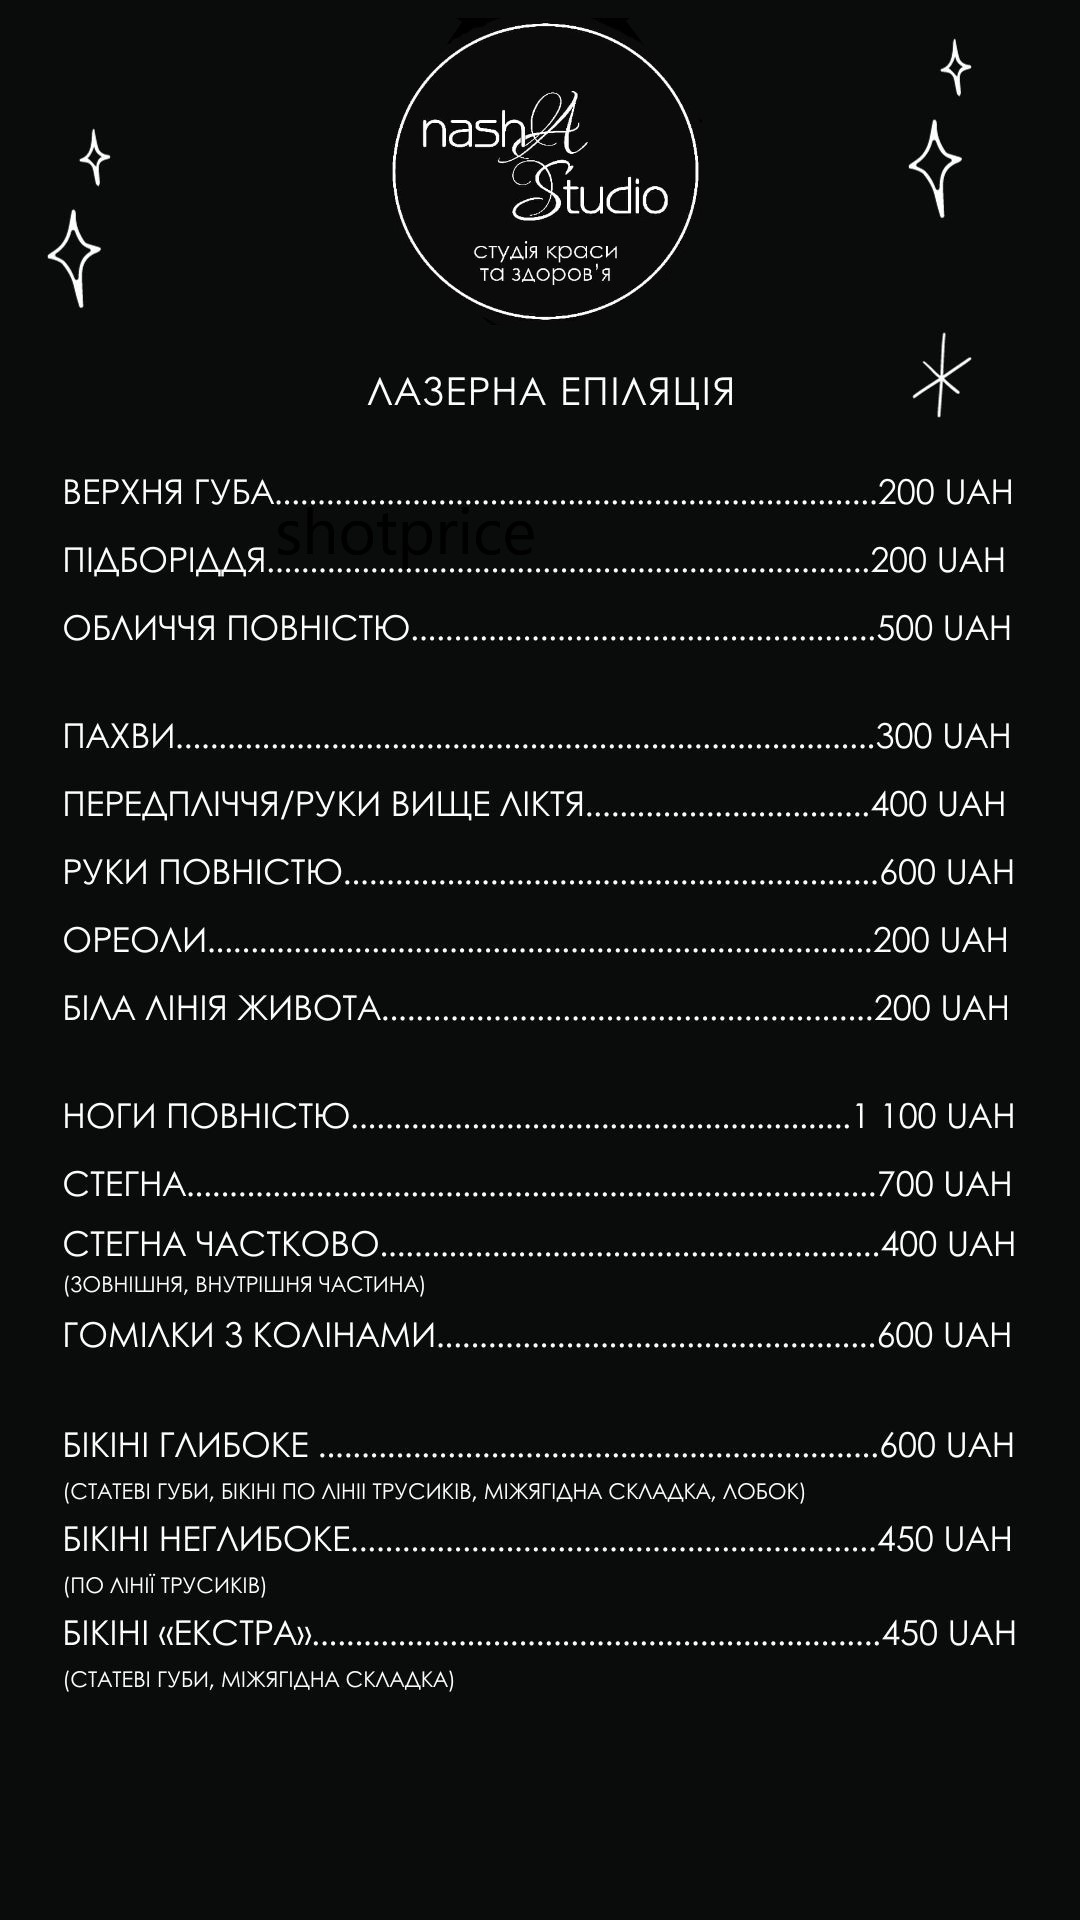 nashA
Studio
студія краси
та здоров'я
ЛАЗЕРНА ЕПІЛЯЦІЯ
ВЕРХНЯ ГУБА......................................................................200 UAH
shotprice
ПІДБОРІДДЯ......................................................................200 UAH
ОБЛИЧЧЯ ПОВНІСТЮ......................................................500 UAH
ПАХВИ.................................................................................300 UAH
ПЕРЕДПЛІЧЧЯ/РУКИ ВИЩЕ ЛІКТЯ.................................400 UAH
РУКИ ПОВНІСТЮ..............................................................600 UAH
ОРЕОЛИ.............................................................................200 UAH
БІЛА ЛІНІЯ ЖИВОТА.........................................................200 UAH
НОГИ ПОВНІСТЮ..........................................................1 100 UAH
СТЕГНА................................................................................700 UAH
СТЕГНА ЧАСТКОВО..........................................................400 UAH
(ЗОВНІШНЯ, ВНУТРІШНЯ ЧАСТИНА)
ГОМІЛКИ З КОЛІНАМИ...................................................600 UAH
БІКІНІ ГЛИБОКЕ .................................................................600 UAH
(СТАТЕВІ ГУБИ, БІКІНІ ПО ЛІНІІ ТРУСИКІВ, МІЖЯГІДНА СКЛАДКА, ЛОБОК)
БІКІНІ НЕГЛИБОКЕ.............................................................450 UAH
(ПО ЛІНІЇ ТРУСИКІВ)
БІКІНІ «ЕКСТРА»..................................................................450 UAH
(СТАТЕВІ ГУБИ, МІЖЯГІДНА СКЛАДКА)